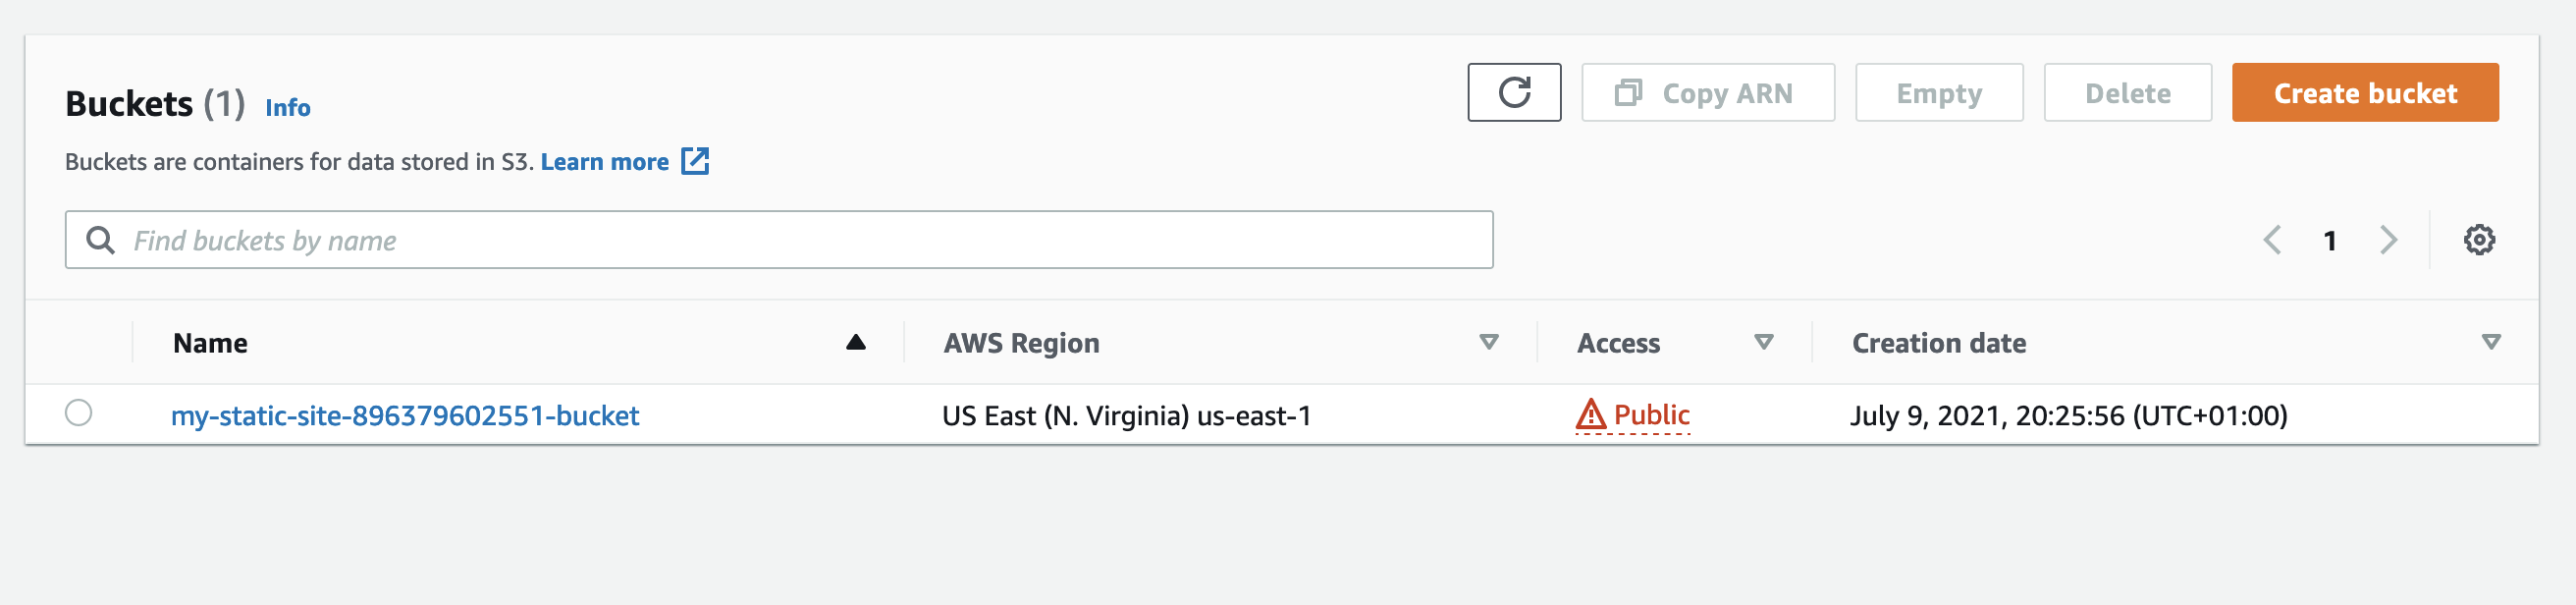 Buckets (1) Info
Copy ARN
Empty
Delete
Create bucket
Buckets are containers for data stored in S3. Learn more
Find buckets by name
1
Name AWS Region Access Creation date
my-static-site-896379602551-bucket US East (N. Virginia) us-east-1 Public July 9, 2021, 20:25:56 (UTC+01:00)